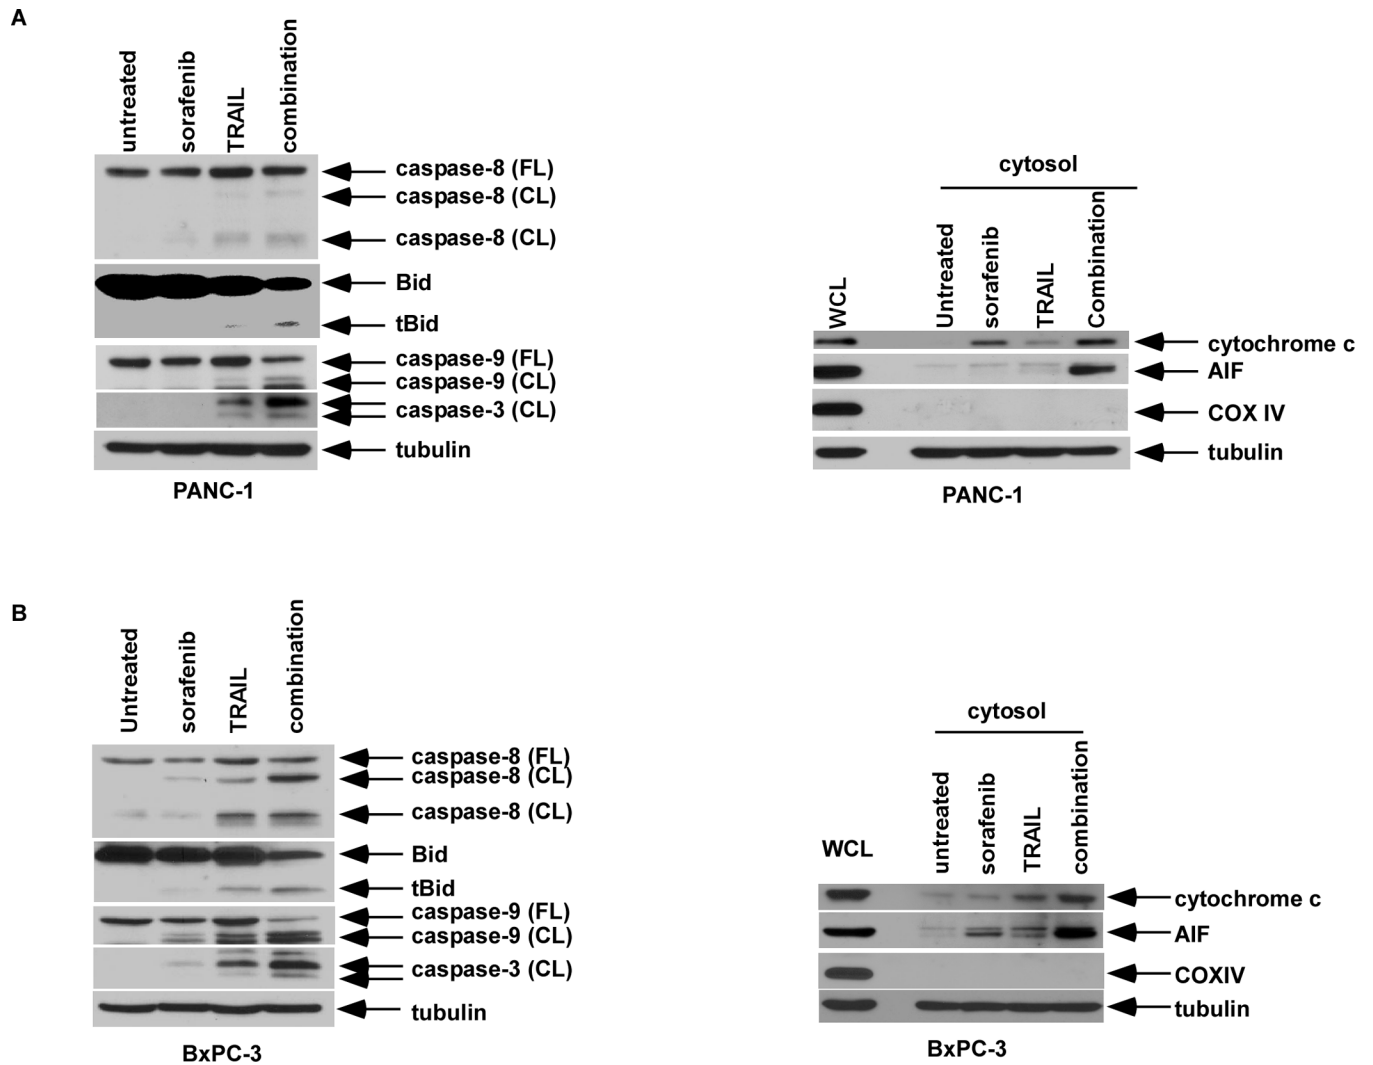 A
untreated
sorafenib
TRAIL
combination
caspase-8 (FL)
caspase-8 (CL)
caspase-8 (CL)
Bid
tBid
caspase-9 (FL)
caspase-9 (CL)
caspase-3 (CL)
tubulin
PANC-1
cytosol
WCL
Untreated
sorafenib
TRAIL
Combination
cytochrome c
AIF
COX IV
tubulin
PANC-1
B
Untreated
sorafenib
TRAIL
combination
caspase-8 (FL)
caspase-8 (CL)
caspase-8 (CL)
Bid
tBid
caspase-9 (FL)
caspase-9 (CL)
caspase-3 (CL)
tubulin
BxPC-3
cytosol
WCL
untreated
sorafenib
TRAIL
combination
cytochrome c
AIF
COXIV
tubulin
BxPC-3